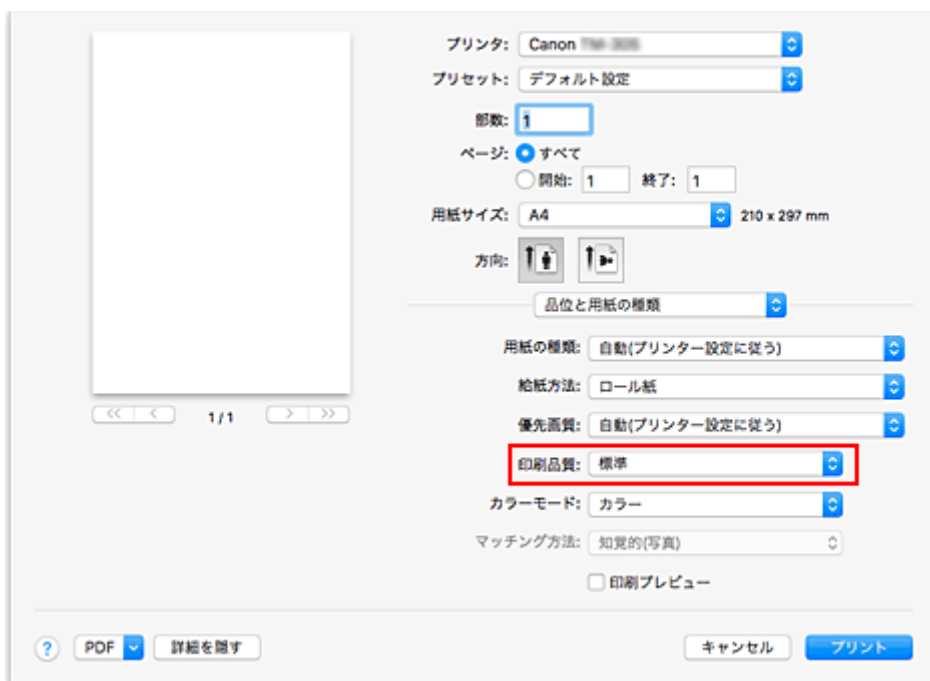 プリンタ: Canon
プリセット: デフォルト設定
部数: 1
ページ: すべて
開始: 1 終了: 1
用紙サイズ: A4 210 x 297 mm
方向:
品位と用紙の種類
用紙の種類: 自動(プリンター設定に従う)
給紙方法: ロール紙
<< < 1/1 > >>
優先画質: 自動(プリンター設定に従う)
印刷品質: 標準
カラーモード: カラー
マッチング方法: 知覚的(写真)
印刷プレビュー
? PDF 詳細を隠す キャンセル プリント